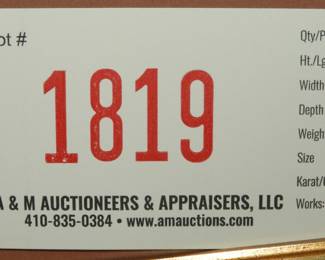 ot #
1819
A & M AUCTIONEERS & APPRAISERS, LLC
410-835-0384 • www.amauctions.com
Qty/P
Ht./Lg
Width
Depth
Weigh
Size
Karat/
Works: